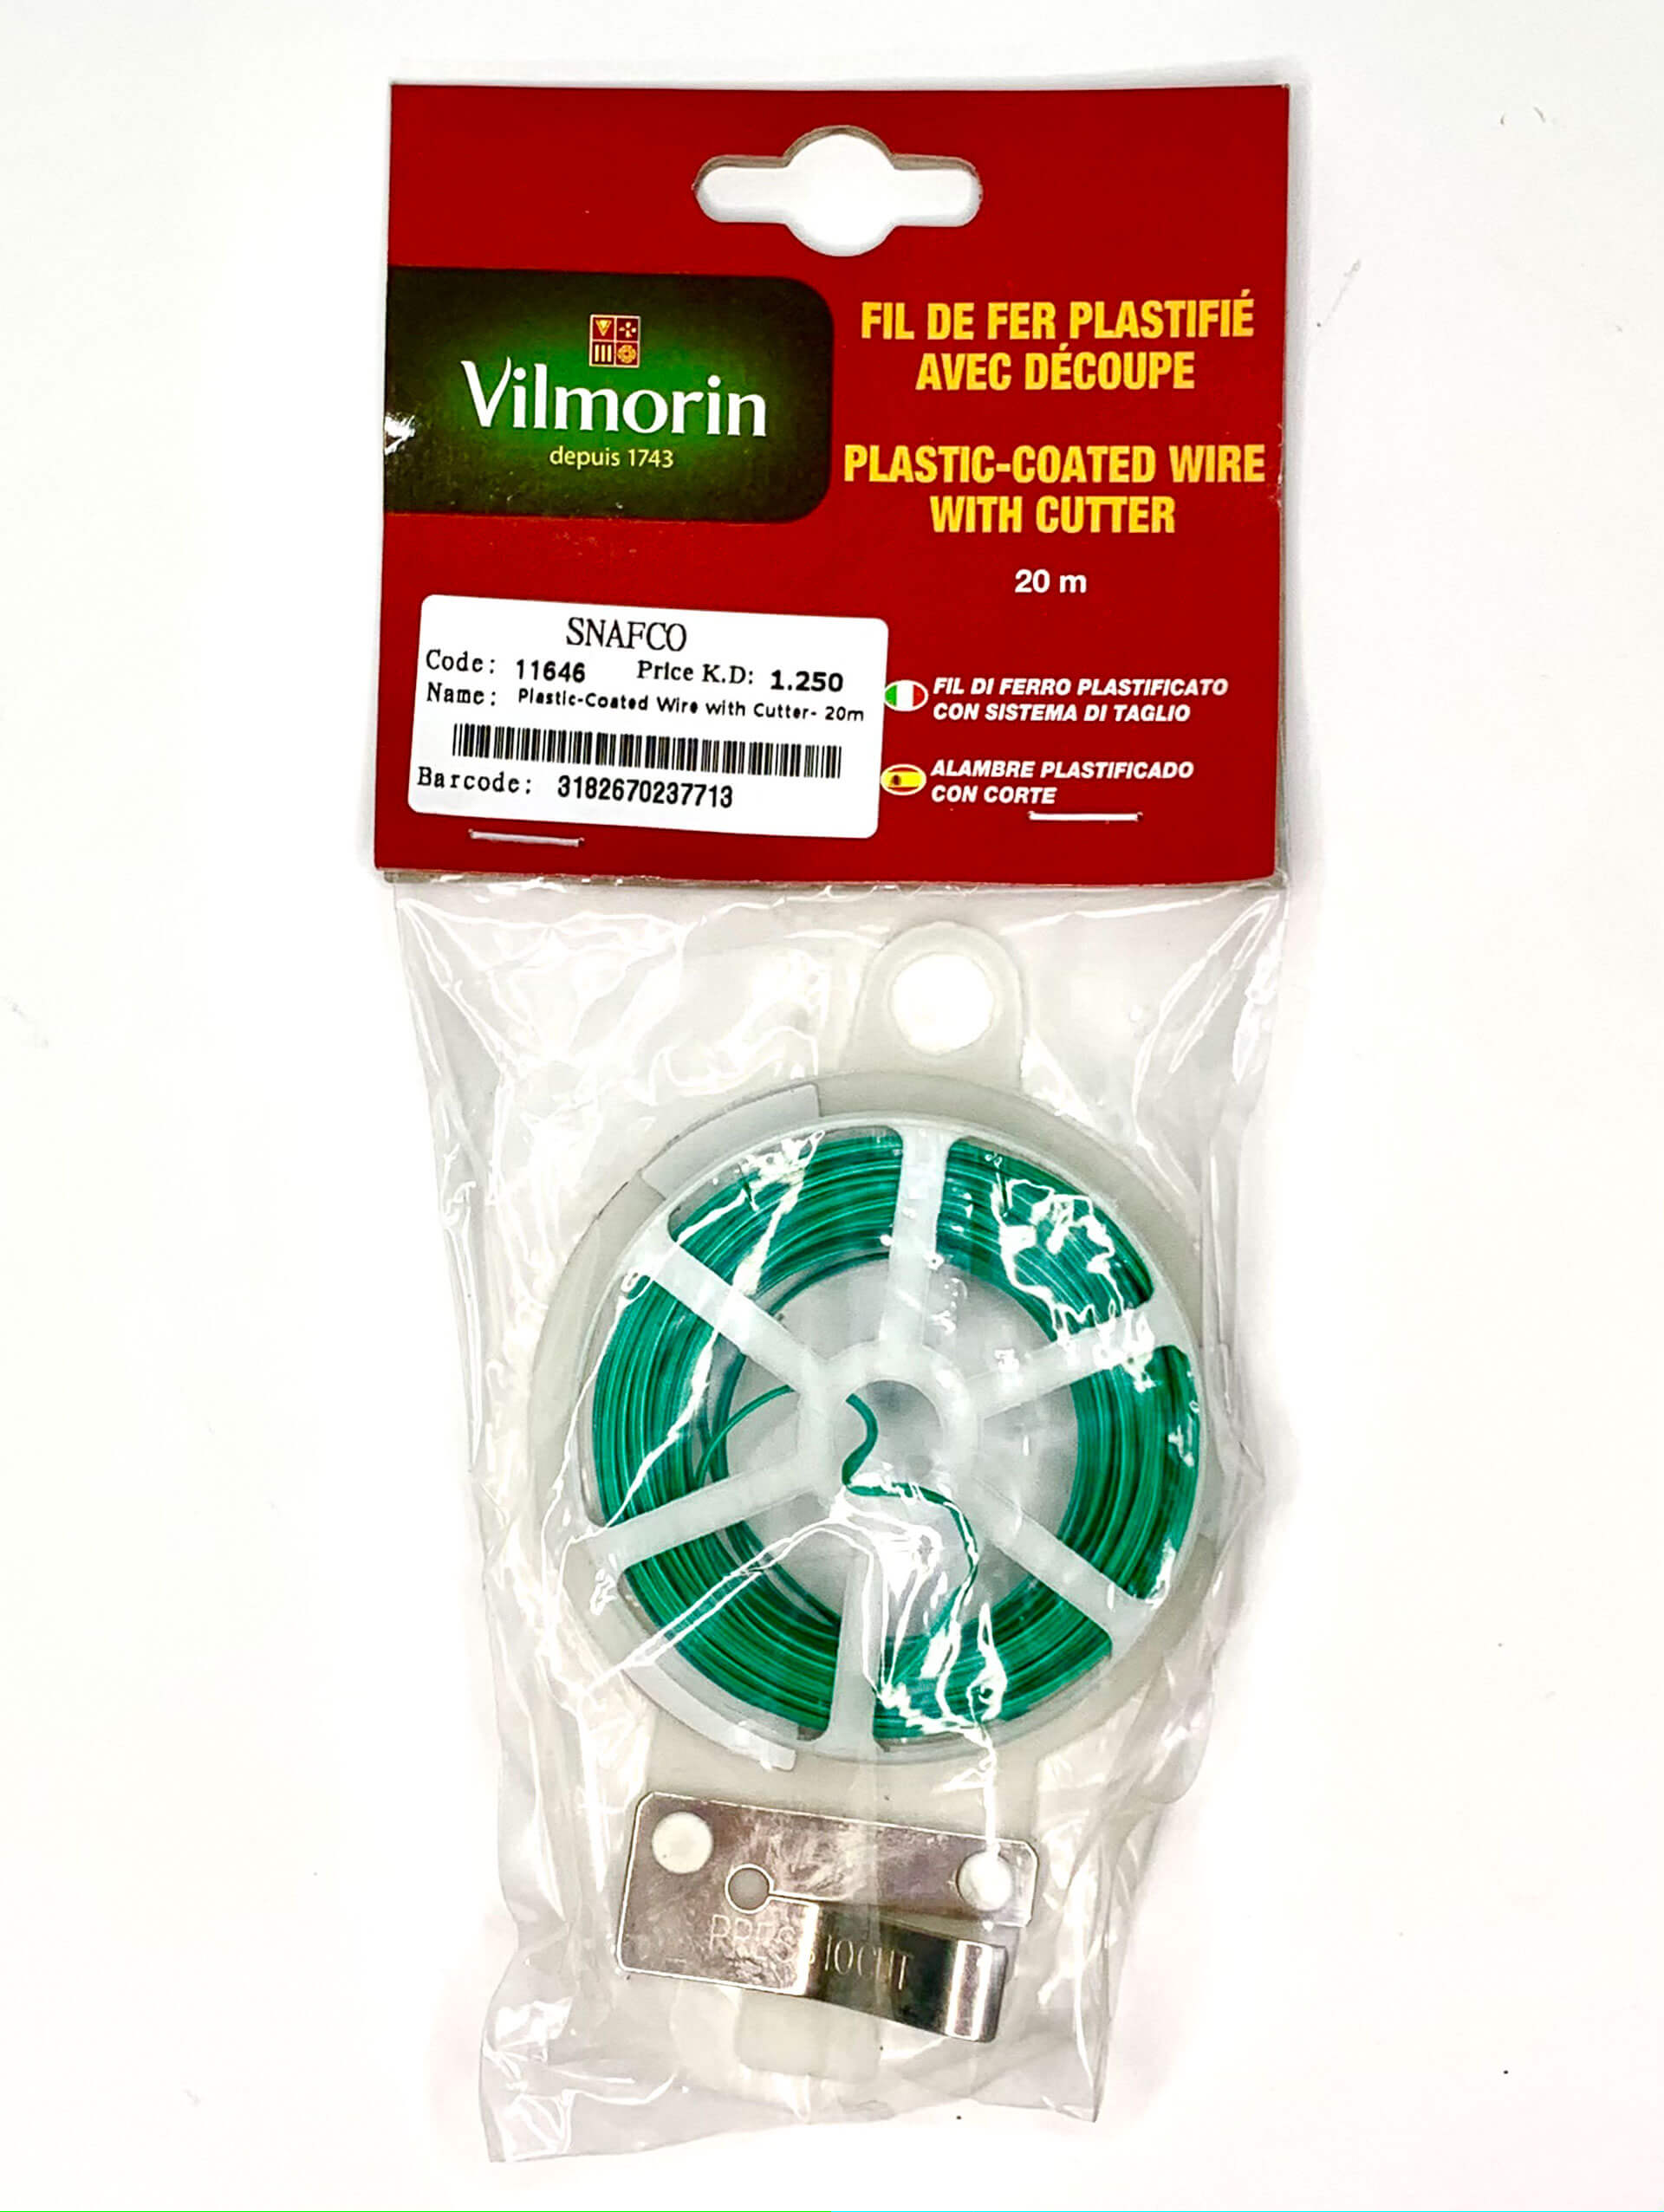 Vilmorin
depuis 1743
FIL DE FER PLASTIFIÉ
AVEC DÉCOUPE
PLASTIC-COATED WIRE
WITH CUTTER
20 m
SNAFCO
Code: 11646 Price K.D: 1.250
Name: Plastic-Coated Wire with Cutter- 20m
Barcode: 3182670237713
FIL DI FERRO PLASTIFICATO
CON SISTEMA DI TAGLIO
ALAMBRE PLASTIFICADO
CON CORTE